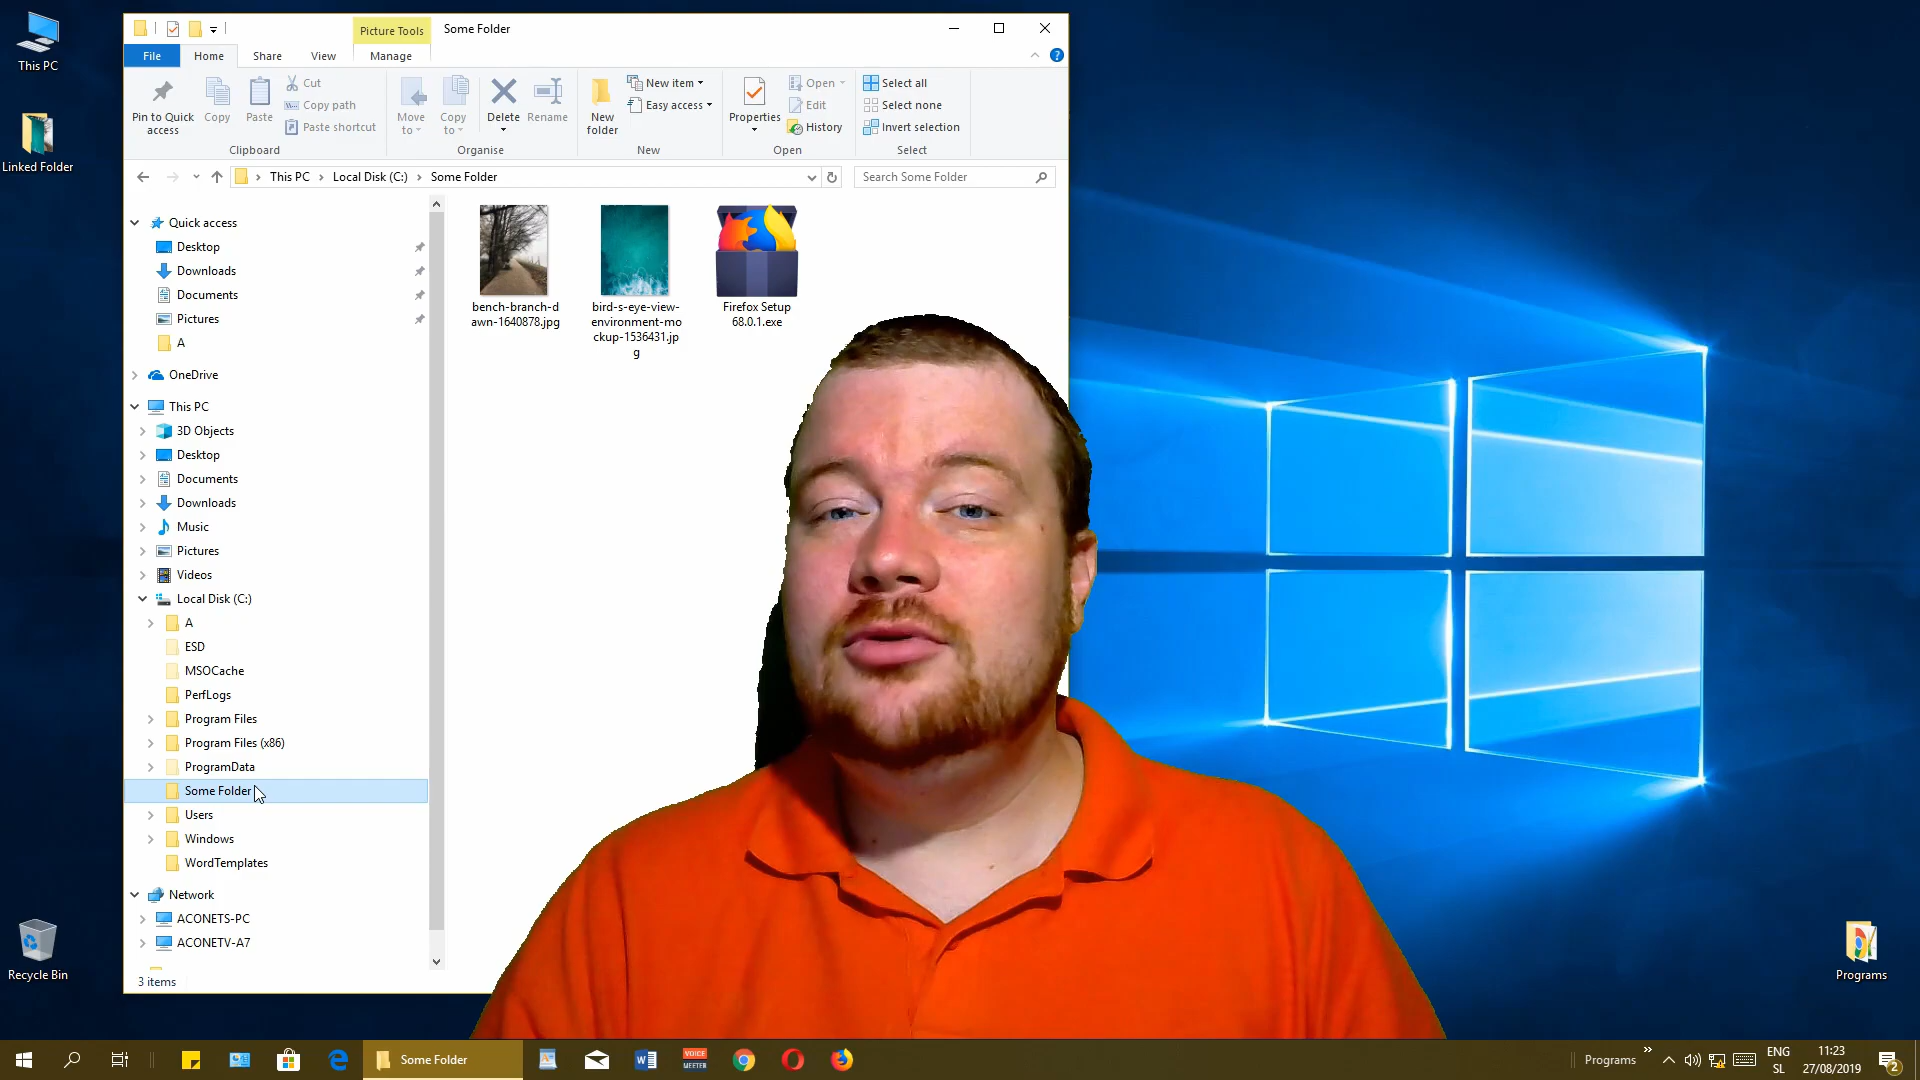 This PC
Linked Folder
Recycle Bin
Programs
Picture Tools
Some Folder
File
Home
Share
View
Manage
Pin to Quick
access
Copy
Paste
Cut
Copy path
Paste shortcut
Clipboard
Move
to
Copy
to
Delete
Rename
Organise
New
folder
New item
Easy access
New
Properties
Open
Edit
History
Open
Select all
Select none
Invert selection
Select
This PC
Local Disk (C:)
Some Folder
Search Some Folder
Quick access
Desktop
Downloads
Documents
Pictures
A
OneDrive
This PC
3D Objects
Desktop
Documents
Downloads
Music
Pictures
Videos
Local Disk (C:)
A
ESD
MSOCache
PerfLogs
Program Files
Program Files (x86)
ProgramData
Some Folder
Users
Windows
WordTemplates
Network
ACONETS-PC
ACONETV-A7
3 items
bench-branch-d
awn-1640878.jpg
bird-s-eye-view-
environment-mo
ckup-1536431.jp
g
Firefox Setup
68.0.1.exe
Some Folder
VOICE
MEETER
Programs
ENG
SL
11:23
27/08/2019
2